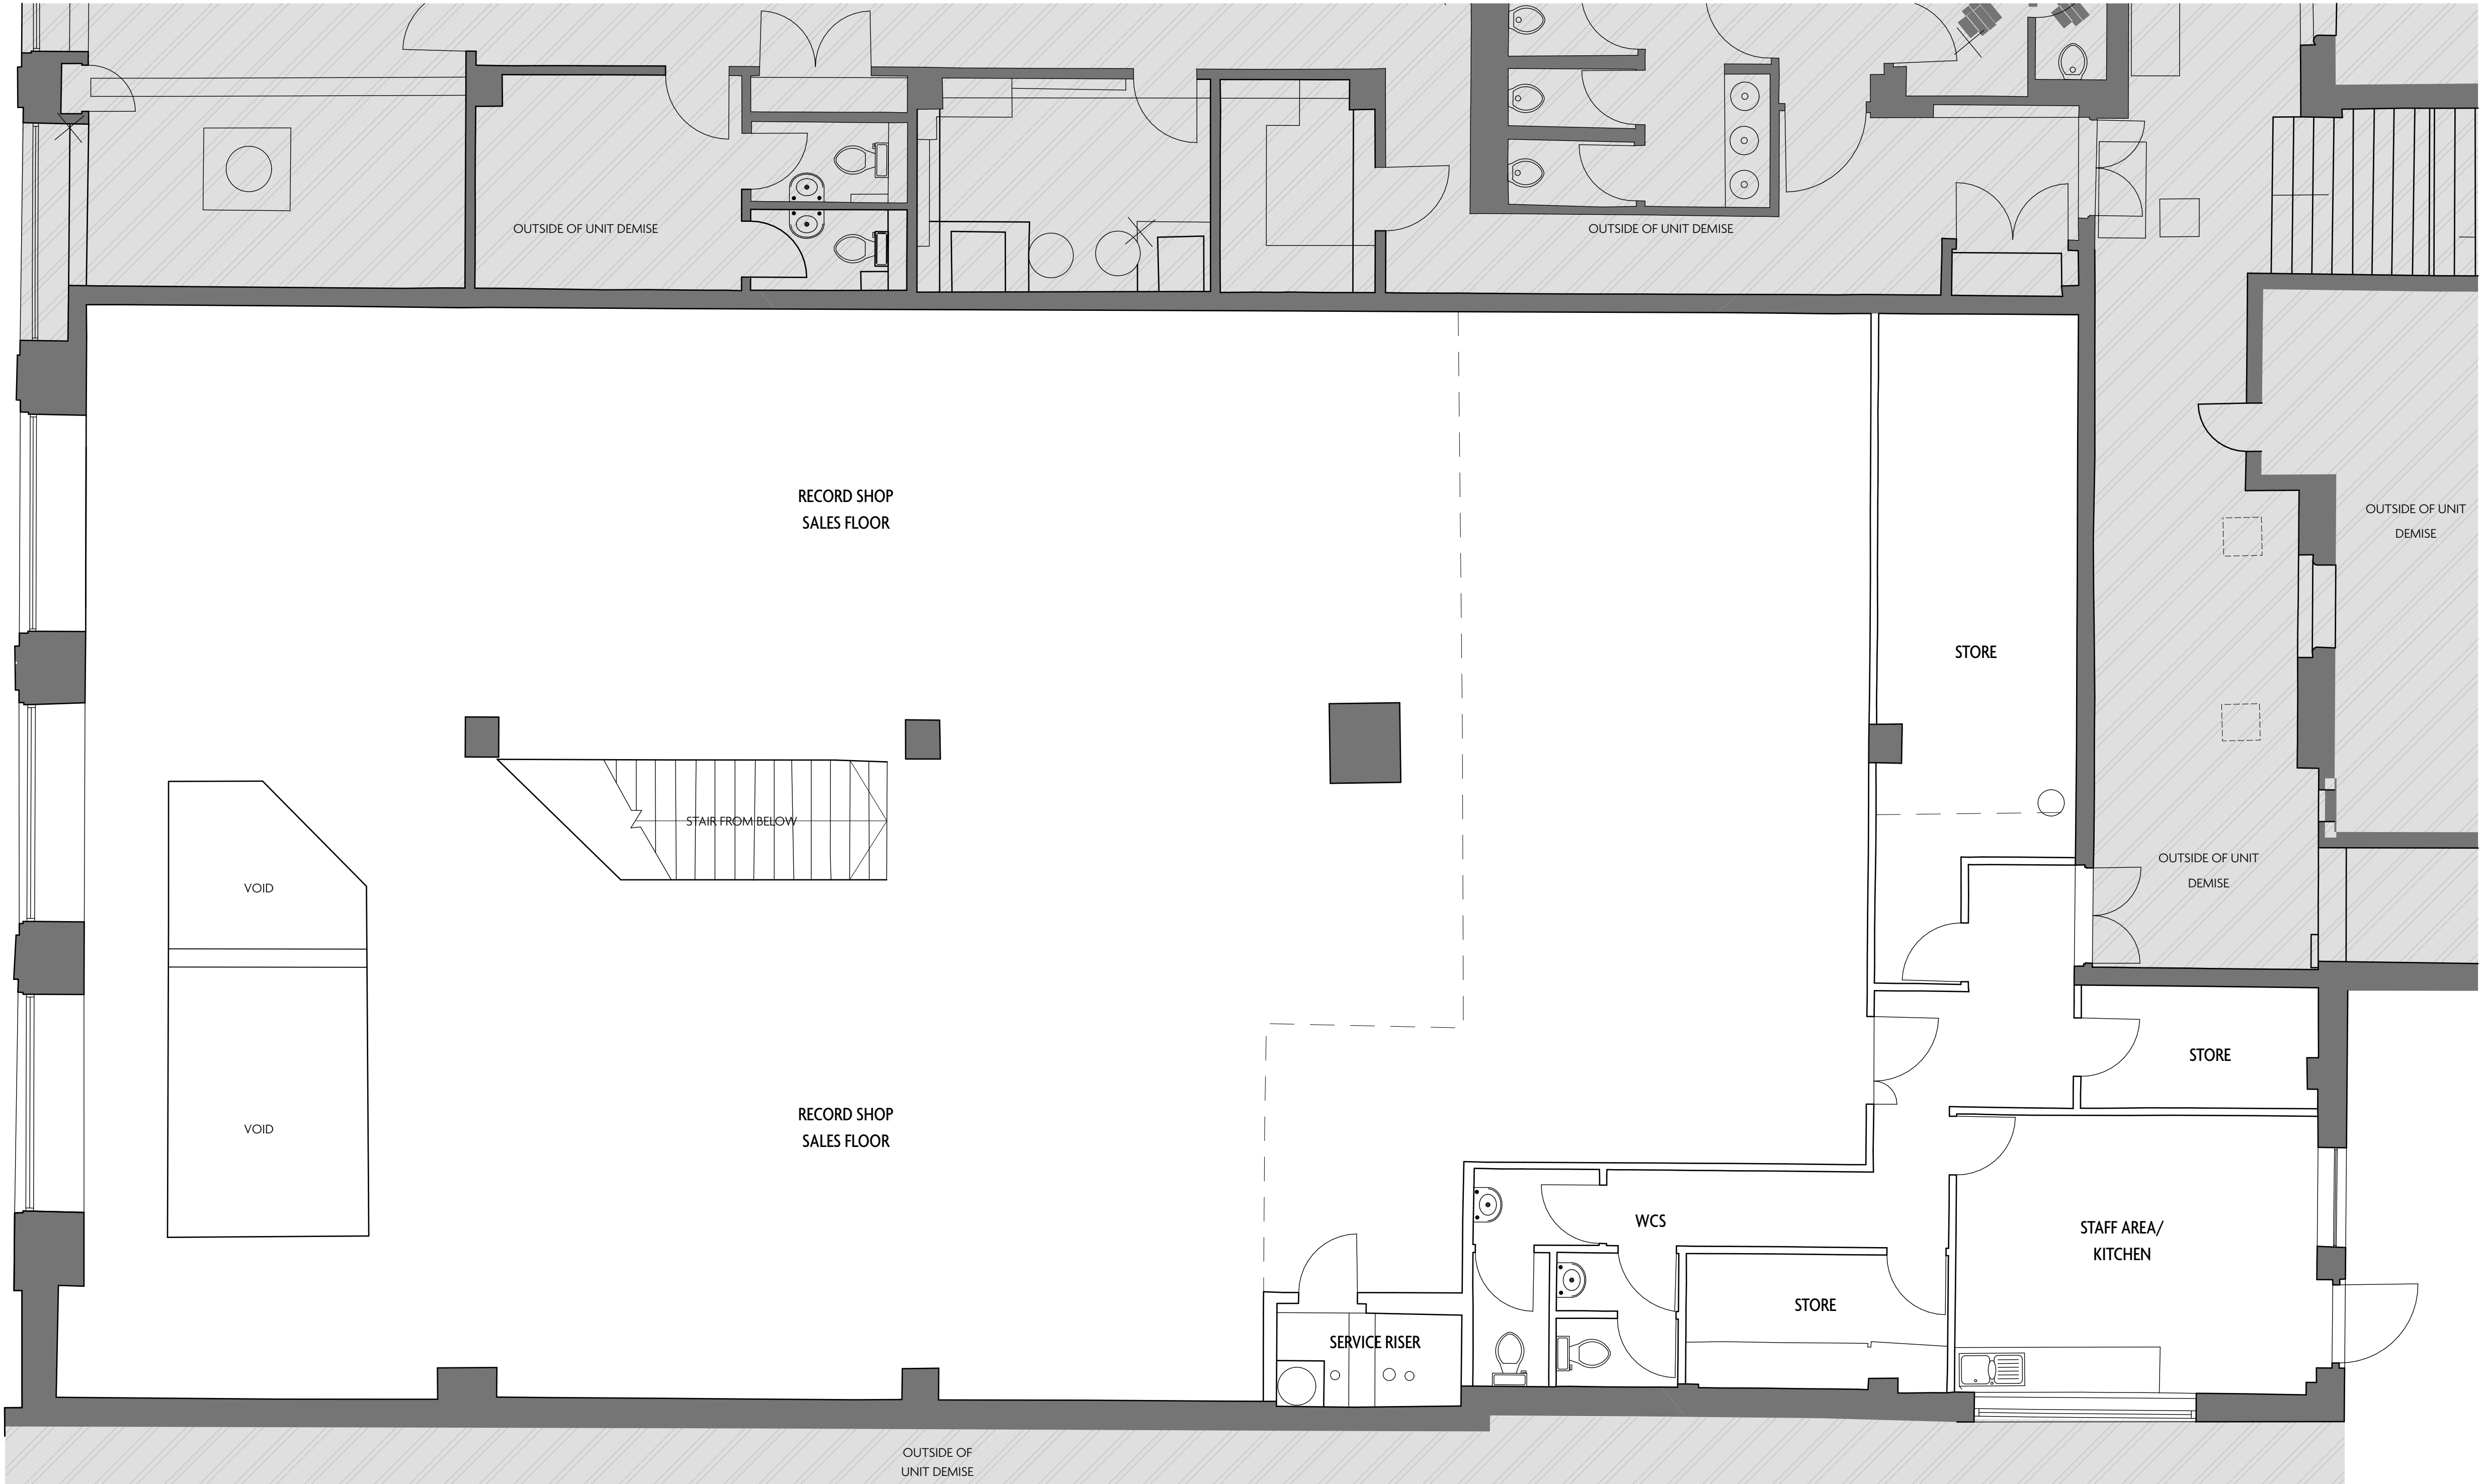 OUTSIDE OF UNIT DEMISE
OUTSIDE OF UNIT DEMISE
RECORD SHOP
SALES FLOOR
OUTSIDE OF UNIT
DEMISE
STORE
STAIR FROM BELOW
OUTSIDE OF UNIT
DEMISE
VOID
STORE
RECORD SHOP
SALES FLOOR
VOID
WCS
STAFF AREA/
KITCHEN
STORE
SERVICE RISER
OUTSIDE OF
UNIT DEMISE